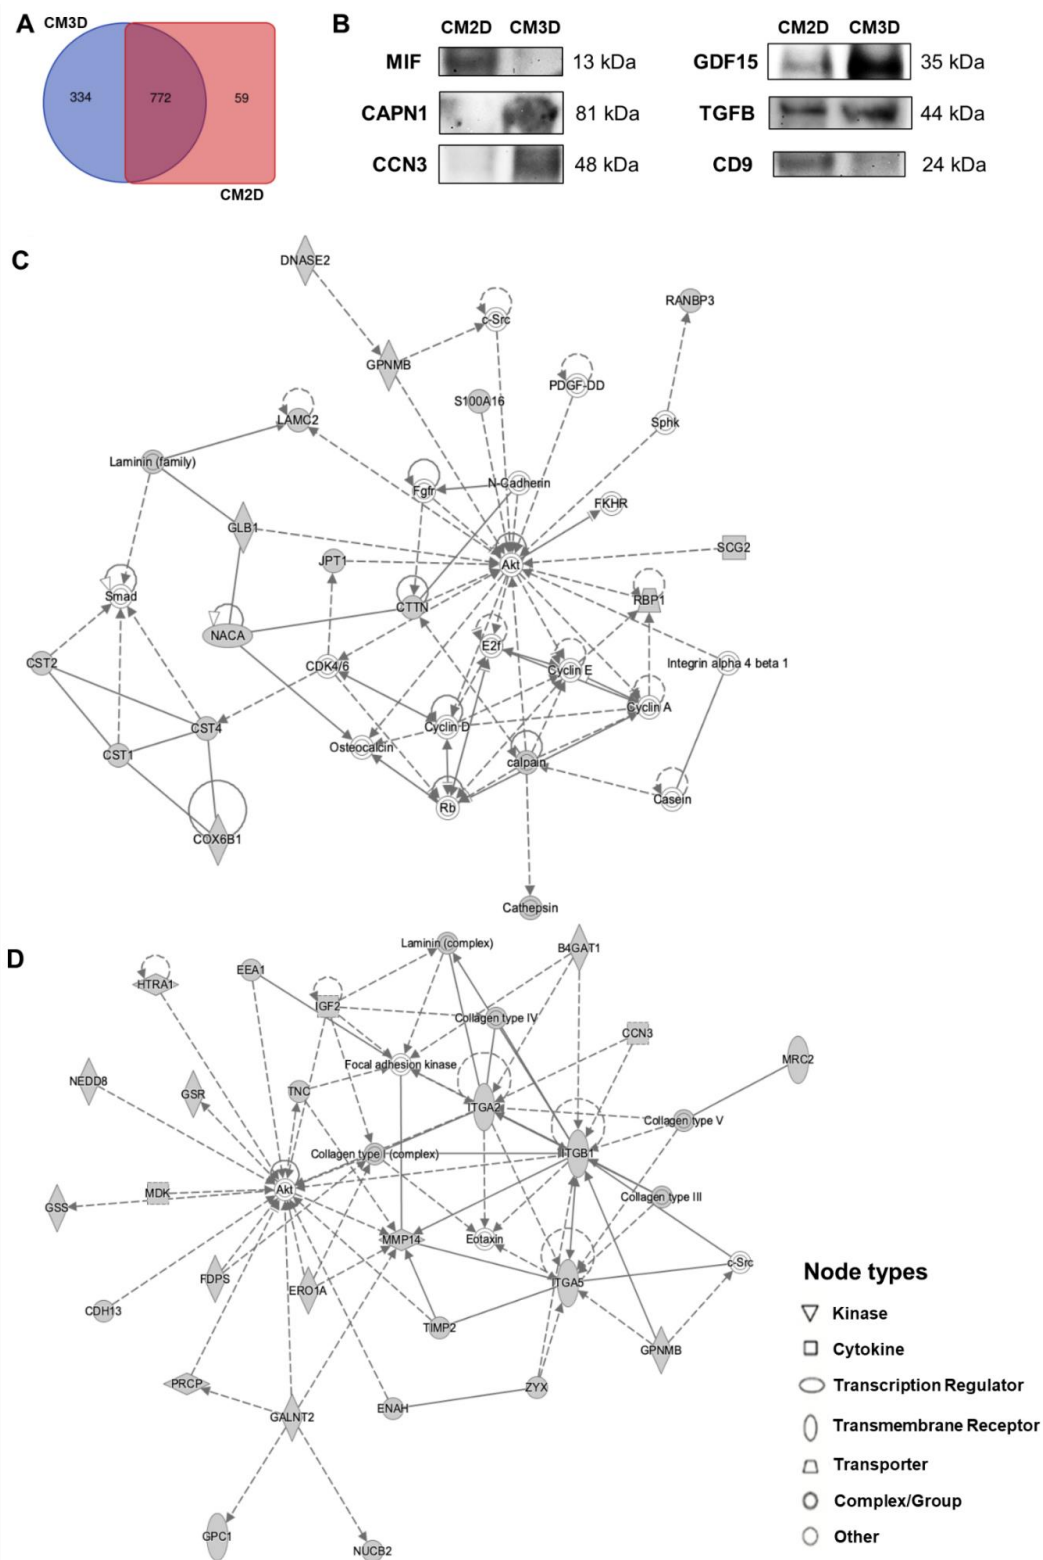 A
CM3D
334
772
59
CM2D
B
CM2D CM3D
MIF 13 kDa
CAPN1 81 kDa
CCN3 48 kDa
CM2D CM3D
GDF15 35 kDa
TGFB 44 kDa
CD9 24 kDa
C
DNASE2
c-Src
RANBP3
GPNMB
PDGF-DD
S100A16
LAMC2
Sphk
Laminin (family)
Fgfr
N-Cadherin
FKHR
GLB1
SCG2
JPT1
Akt
Smad
CTTN
RBP1
NACA
E2f
CST2
CDK4/6
Cyclin E
Integrin alpha 4 beta 1
Cyclin A
CST4
Cyclin D
CST1
Osteocalcin
calpain
Rb
Casein
COX6B1
Cathepsin
D
Laminin (complex)
B4GAT1
HTRA1
EEA1
IGF2
Collagen type IV
CCN3
Focal adhesion kinase
MRC2
NEDD8
GSR
TNC
ITGA2
Collagen type V
Collagen type I (complex)
ITGB1
MDK
Akt
Collagen type III
GSS
MMP14
Eotaxin
c-Src
FDPS
ERO1A
ITGA5
CDH13
TIMP2
GPNMB
PRCP
ZYX
GALNT2
ENAH
GPC1
NUCB2
Node types
Kinase
Cytokine
Transcription Regulator
Transmembrane Receptor
Transporter
Complex/Group
Other